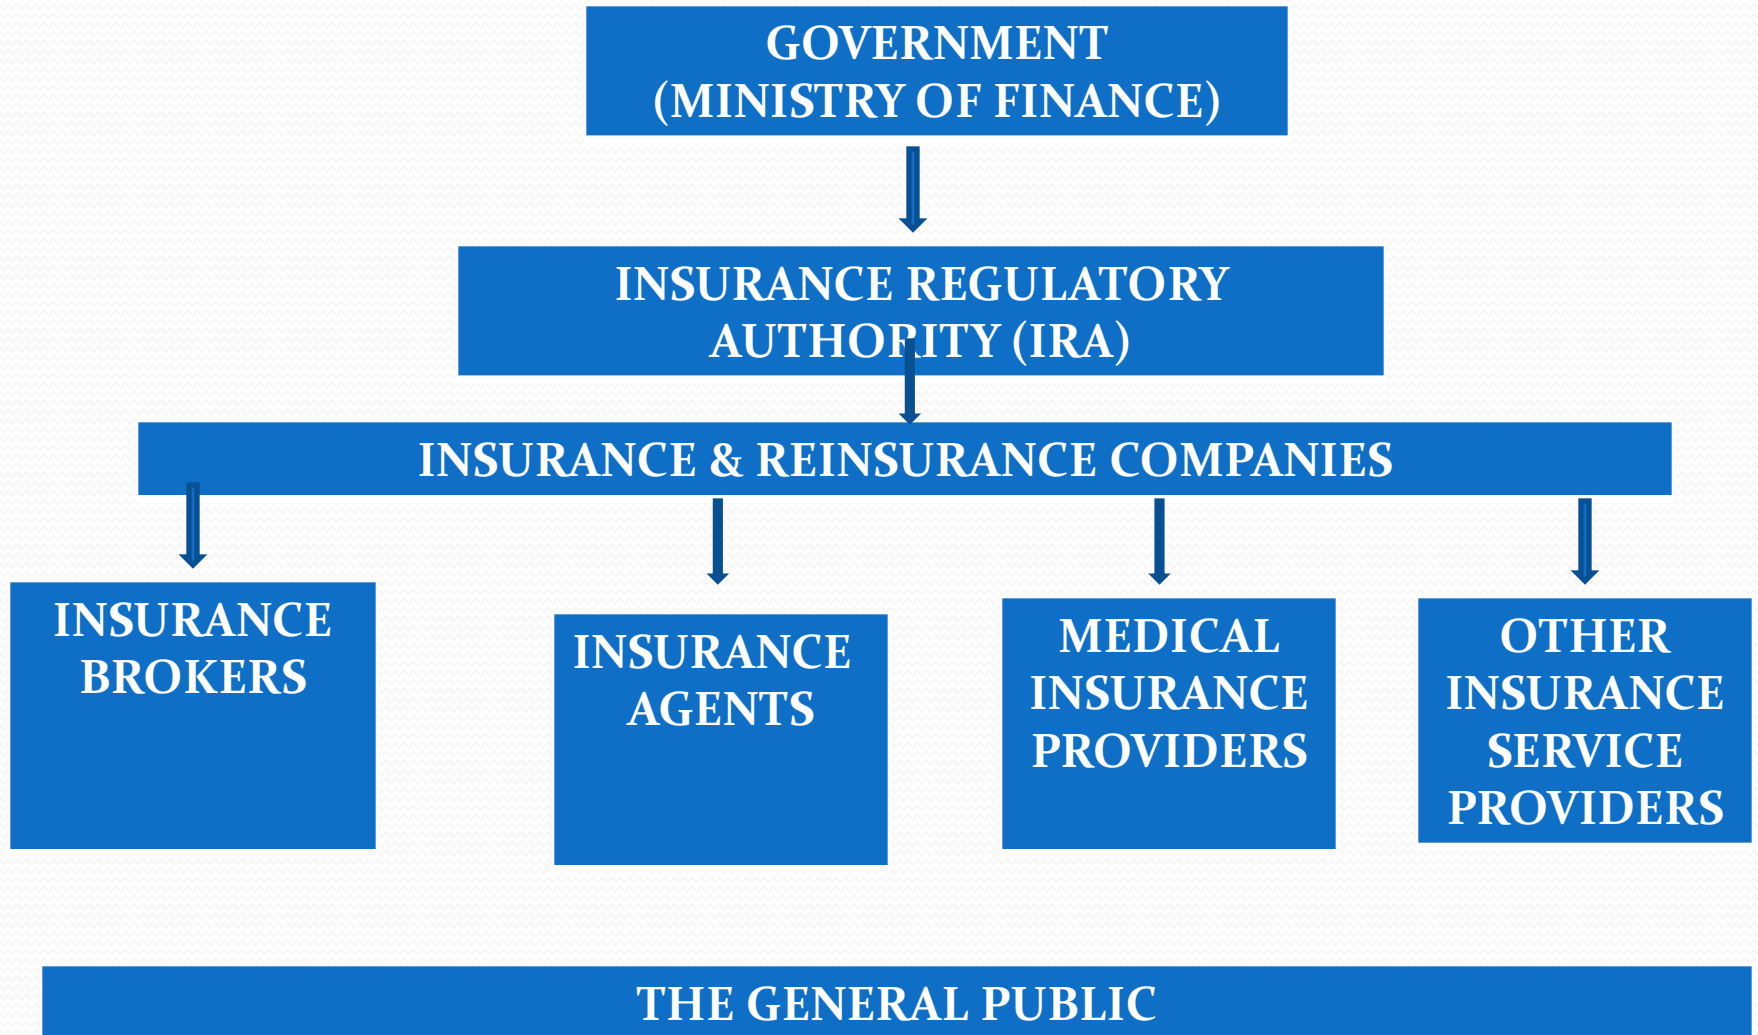 GOVERNMENT
(MINISTRY OF FINANCE)
INSURANCE REGULATORY
AUTHORITY (IRA)
INSURANCE & REINSURANCE COMPANIES
INSURANCE
BROKERS
INSURANCE
AGENTS
MEDICAL
INSURANCE
PROVIDERS
OTHER
INSURANCE
SERVICE
PROVIDERS
THE GENERAL PUBLIC